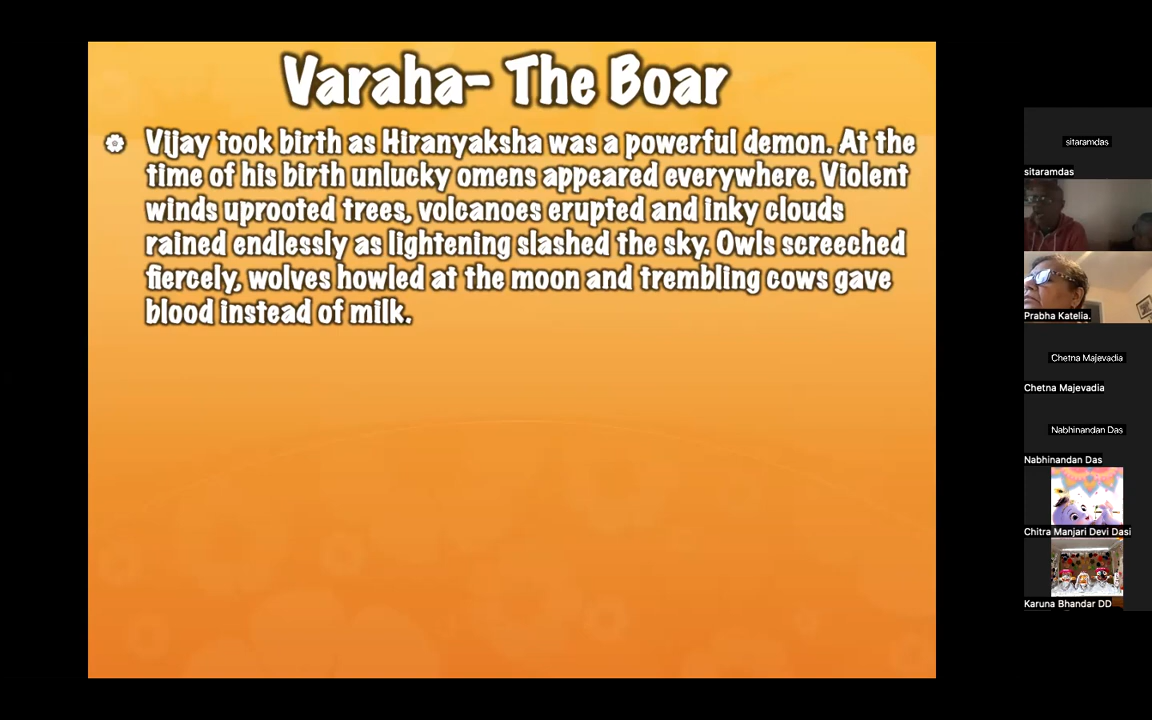 Varaha- The Boar
Vijay took birth as Hiranyaksha was a powerful demon. At the
time of his birth unlucky omens appeared everywhere. Violent
winds uprooted trees, volcanoes erupted and inky clouds
rained endlessly as lightening slashed the sky. Owls screeched
fiercely, wolves howled at the moon and trembling cows gave
blood instead of milk.
sitaramdas
sitaramdas
Prabha Katelia.
Chetna Majevadia
Chetna Majevadia
Nabhinandan Das
Nabhinandan Das
Chitra Manjari Devi Dasi
Karuna Bhandar DD